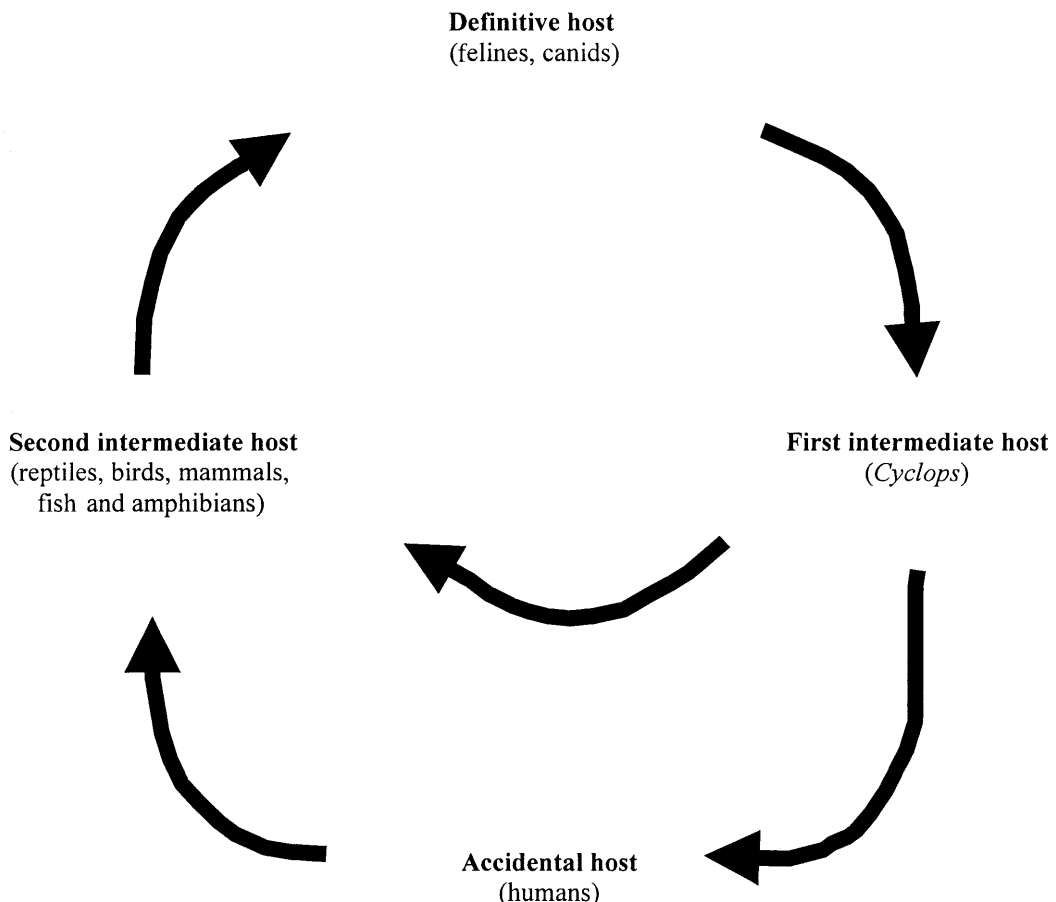 Definitive host
(felines, canids)
Second intermediate host
(reptiles, birds, mammals,
fish and amphibians)
First intermediate host
(Cyclops)
Accidental host
(humans)